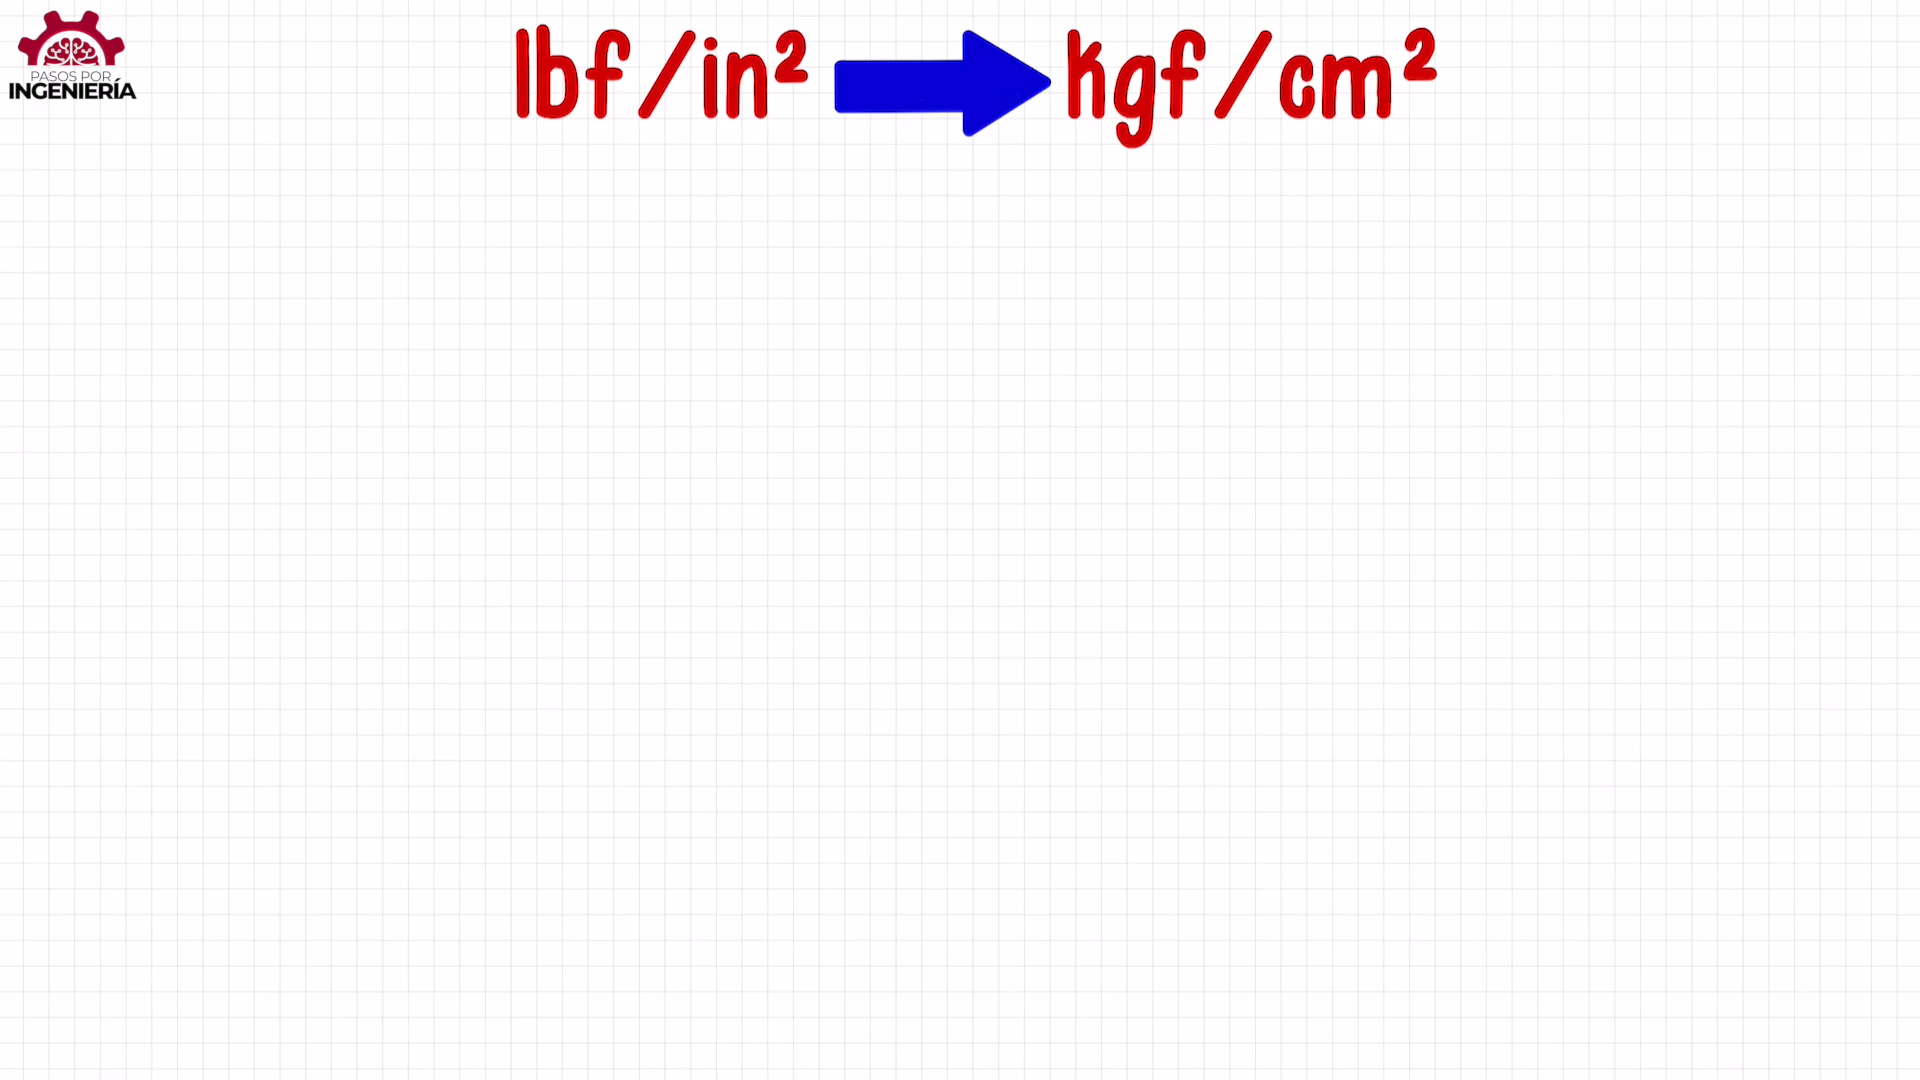 PASOS POR
INGENIERÍA
lbf/in² kgf/cm²